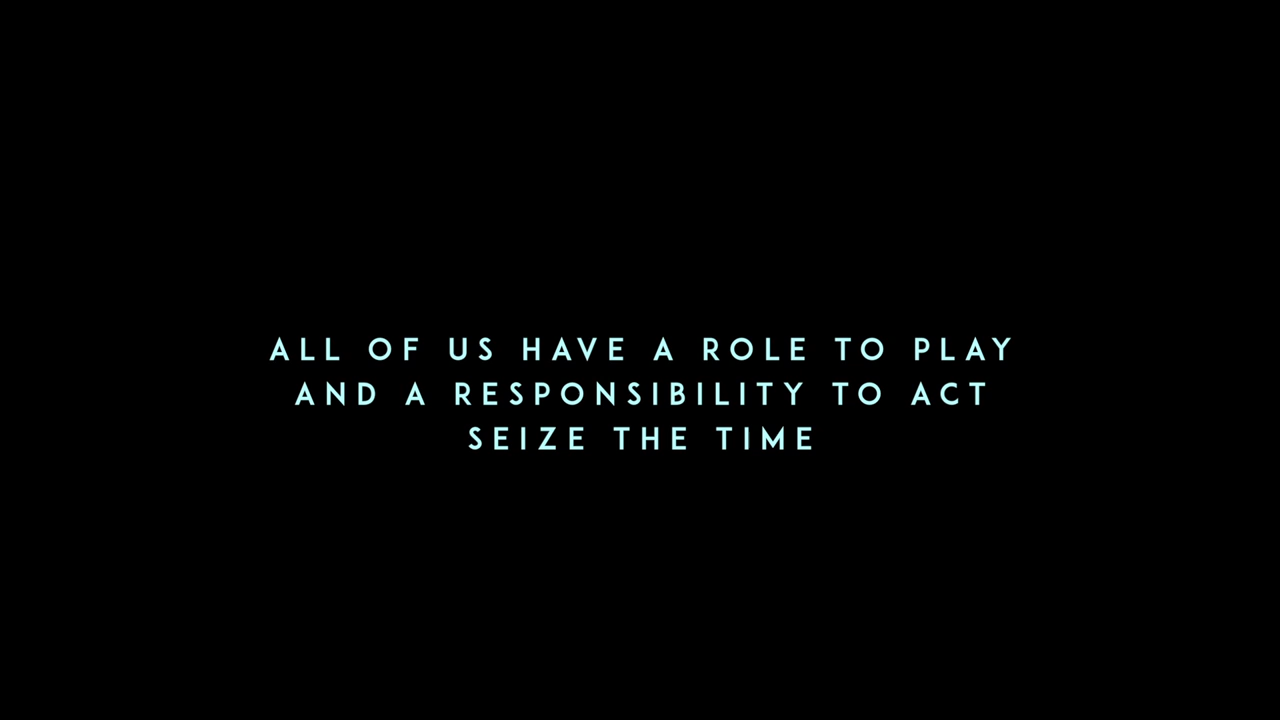 ALL OF US HAVE A ROLE TO PLAY
AND A RESPONSIBILITY TO ACT
SEIZE THE TIME